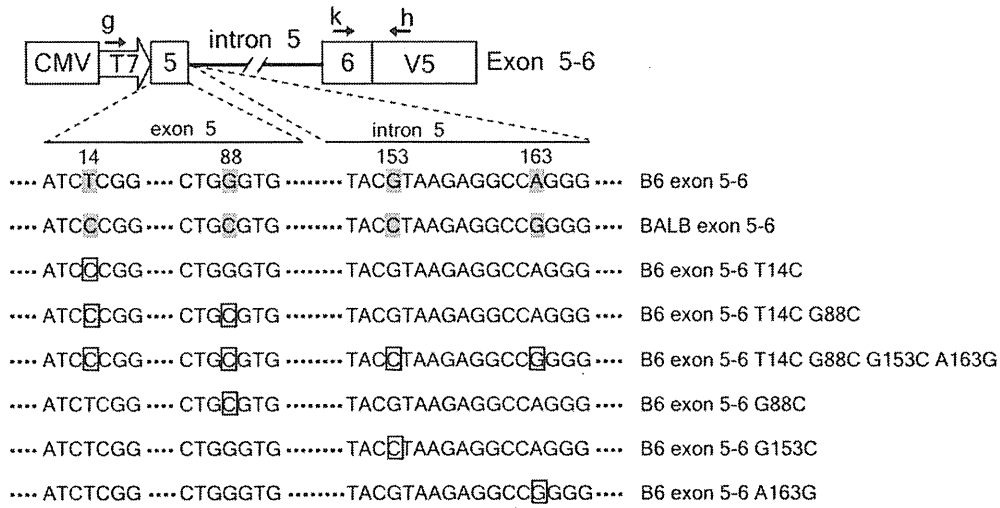 g k h
CMV T7 5 intron 5 6 V5 Exon 5-6
exon 5 intron 5
14 88 153 163
···· ATCTCGG ···· CTGGGTG ········ TACGTAAGAGGCCAGGG ···· B6 exon 5-6
···· ATCCCGG ···· CTGCGTG ········ TACCTAAGAGGCCGGGG ···· BALB exon 5-6
···· ATCCCGG ···· CTGGGTG ········ TACGTAAGAGGCCAGGG ···· B6 exon 5-6 T14C
···· ATCCCGG ···· CTGCGTG ········ TACGTAAGAGGCCAGGG ···· B6 exon 5-6 T14C G88C
···· ATCCCGG ···· CTGCGTG ········ TACCTAAGAGGCCGGGG ···· B6 exon 5-6 T14C G88C G153C A163G
···· ATCTCGG ···· CTGCGTG ········ TACGTAAGAGGCCAGGG ···· B6 exon 5-6 G88C
···· ATCTCGG ···· CTGGGTG ········ TACCTAAGAGGCCAGGG ···· B6 exon 5-6 G153C
···· ATCTCGG ···· CTGGGTG ········ TACGTAAGAGGCCGGGG ···· B6 exon 5-6 A163G